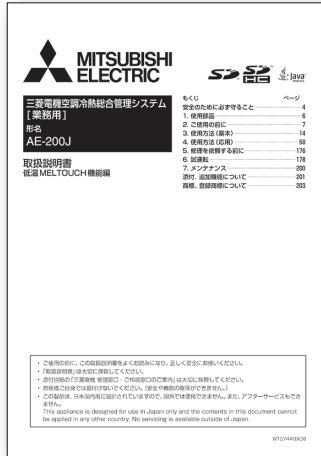 MITSUBISHI
ELECTRIC
三菱電機空調冷熱総合管理システム
[業務用]
形名
AE-200J
取扱説明書
低温MELTOUCH機能編
SD SD HC Java
もくじ ページ
安全のために必ず守ること 4
1. 使用部品 6
2. ご使用の前に 7
3. 使用方法(基本) 14
4. 使用方法(応用) 58
5. 修理を依頼する前に 176
6. 試運転 178
7. メンテナンス 200
添付、追加機能について 201
商標、登録商標について 203
・ご使用の前に、この取扱説明書をよくお読みになり、正しく安全にお使いください。
・「取扱説明書」は大切に保管してください。
・添付別紙の「三菱電機 修理窓口・ご相談窓口のご案内」は大切に保管してください。
・お客様ご自身では据付けないでください。(安全や機能の確保ができません。)
・この製品は、日本国内用に設計されていますので、国外では使用できません。また、アフターサービスもでき
ません。
This appliance is designed for use in Japan only and the contents in this document cannot
be applied in any other country. No servicing is available outside of Japan.
WT07443X08